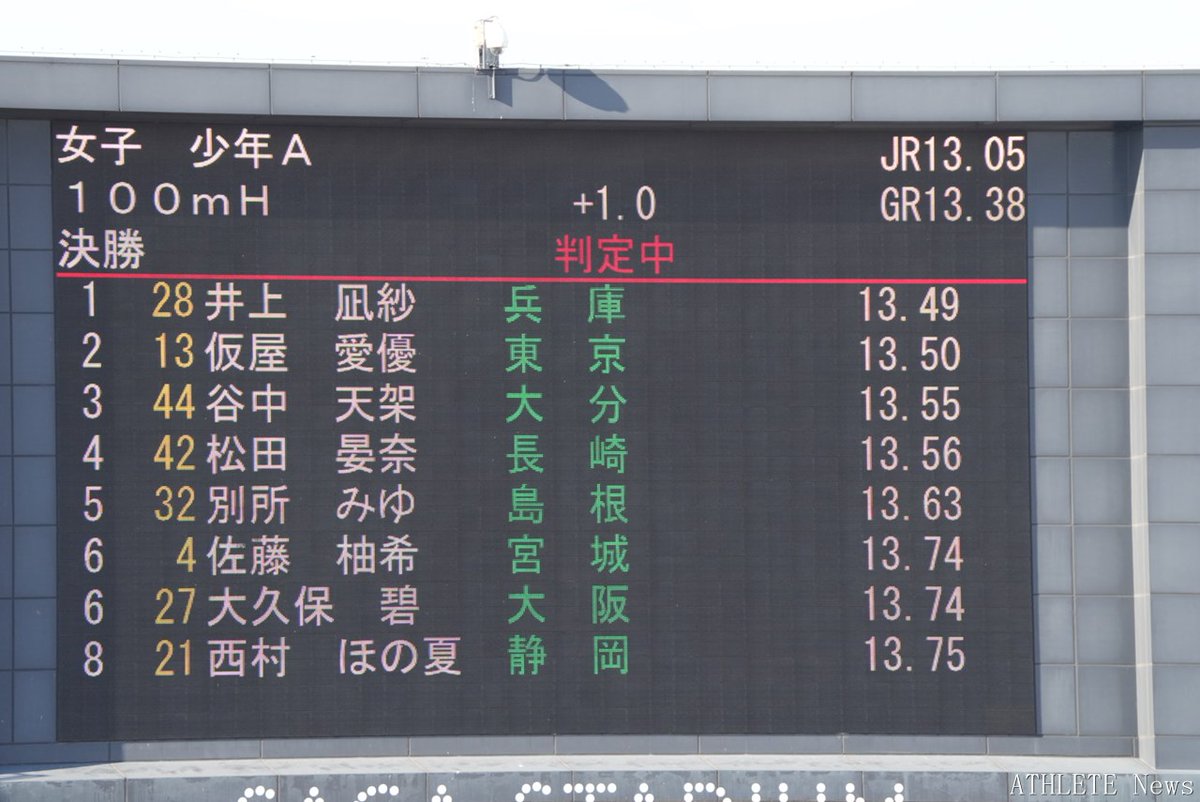 女子　少年A　JR13.05
100mH　+1.0　GR13.38
決勝　判定中
1　28 井上　凪紗　兵庫　13.49
2　13 仮屋　愛優　東京　13.50
3　44 谷中　天架　大分　13.55
4　42 松田　晏奈　長崎　13.56
5　32 別所　みゆ　島根　13.63
6　4 佐藤　柚希　宮城　13.74
6　27 大久保　碧　大阪　13.74
8　21 西村　ほの夏　静岡　13.75
SAGA STADIUM
ATHLETE News